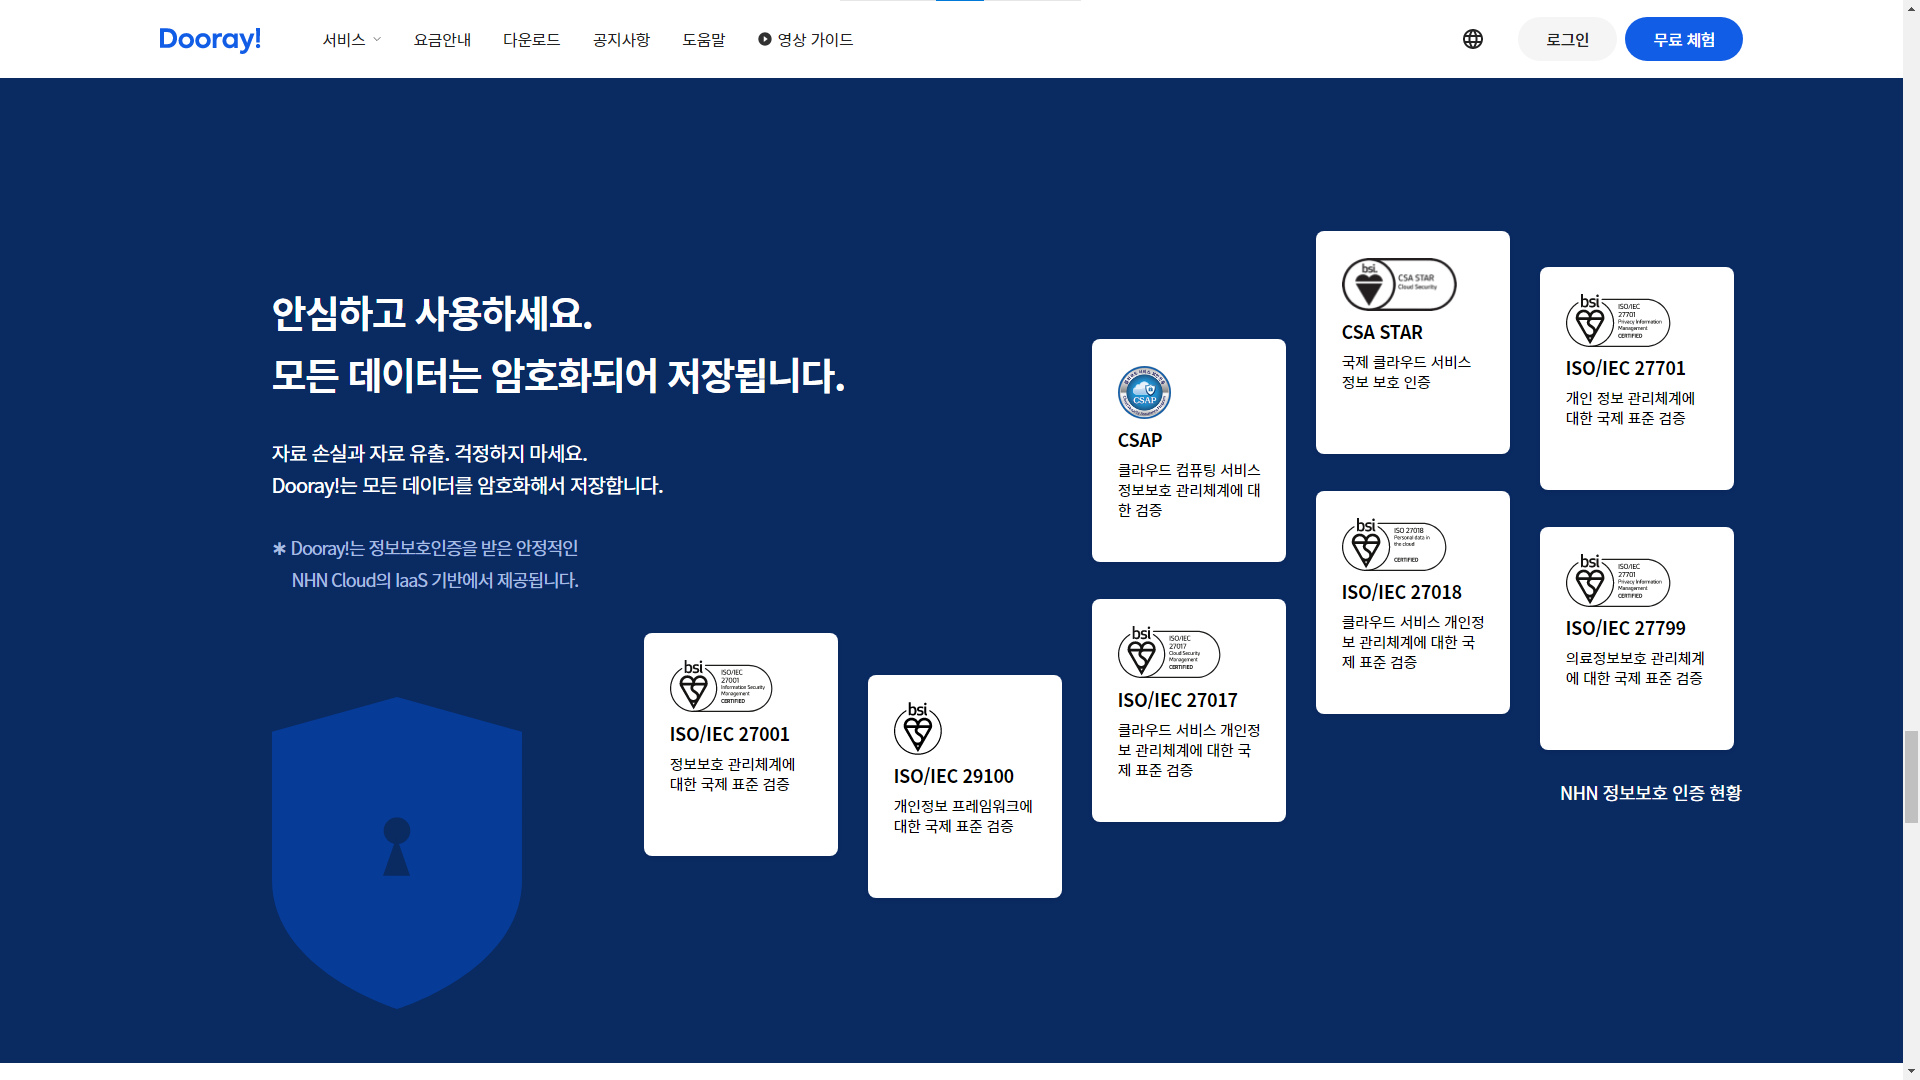 Dooray!
서비스
요금안내
다운로드
공지사항
도움말
영상 가이드
로그인
무료 체험
안심하고 사용하세요.
모든 데이터는 암호화되어 저장됩니다.
자료 손실과 자료 유출. 걱정하지 마세요.
Dooray!는 모든 데이터를 암호화해서 저장합니다.
∗ Dooray!는 정보보호인증을 받은 안정적인
NHN Cloud의 IaaS 기반에서 제공됩니다.
bsi
ISO/IEC
27001
Information Security
Management
CERTIFIED
ISO/IEC 27001
정보보호 관리체계에
대한 국제 표준 검증
bsi
ISO/IEC 29100
개인정보 프레임워크에
대한 국제 표준 검증
CSAP
CSAP
클라우드 컴퓨팅 서비스
정보보호 관리체계에 대
한 검증
bsi
ISO/IEC
27017
Cloud Security
Management
CERTIFIED
ISO/IEC 27017
클라우드 서비스 개인정
보 관리체계에 대한 국
제 표준 검증
bsi.
CSA STAR
Cloud Security
CSA STAR
국제 클라우드 서비스
정보 보호 인증
bsi
ISO 27018
Personal data in
the cloud
CERTIFIED
ISO/IEC 27018
클라우드 서비스 개인정
보 관리체계에 대한 국
제 표준 검증
bsi
ISO/IEC
27701
Privacy Information
Management
CERTIFIED
ISO/IEC 27701
개인 정보 관리체계에
대한 국제 표준 검증
bsi
ISO/IEC
27701
Privacy Information
Management
CERTIFIED
ISO/IEC 27799
의료정보보호 관리체계
에 대한 국제 표준 검증
NHN 정보보호 인증 현황